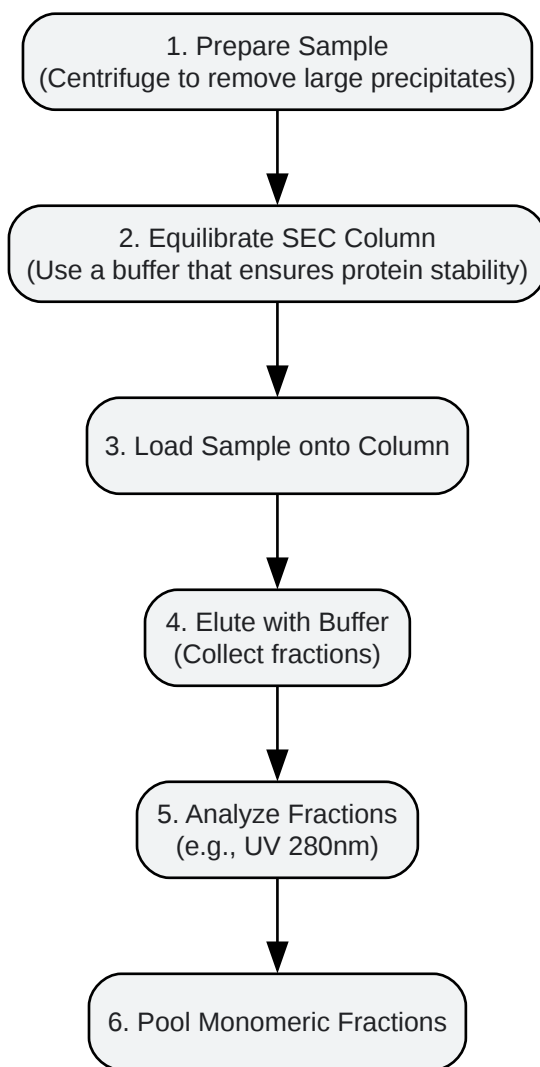 1. Prepare Sample
(Centrifuge to remove large precipitates)
2. Equilibrate SEC Column
(Use a buffer that ensures protein stability)
3. Load Sample onto Column
4. Elute with Buffer
(Collect fractions)
5. Analyze Fractions
(e.g., UV 280nm)
6. Pool Monomeric Fractions